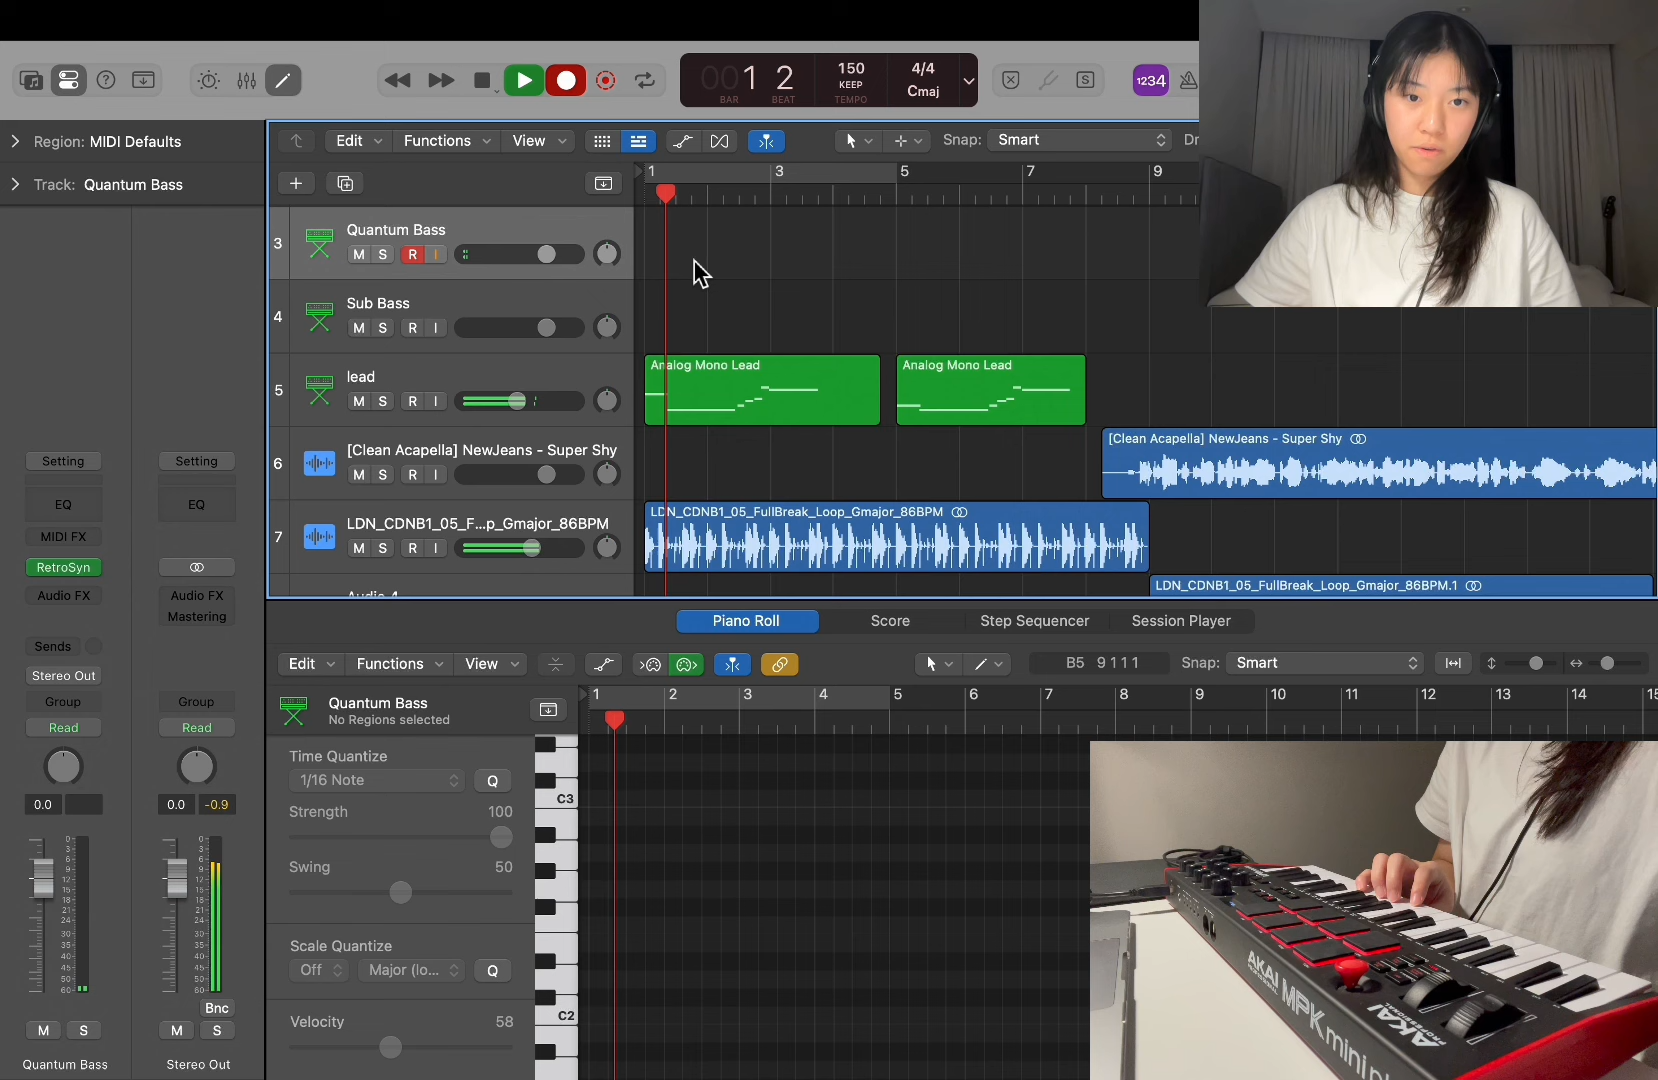 1 2
BAR BEAT
150
KEEP
TEMPO
4/4
Cmaj
S
1234
Region: MIDI Defaults
Edit
Functions
View
Snap:
Smart
Track: Quantum Bass
1
3
5
7
9
3
Quantum Bass
M S R I
4
Sub Bass
M S R I
5
lead
M S R I
Analog Mono Lead
Analog Mono Lead
6
[Clean Acapella] NewJeans - Super Shy
M S R I
[Clean Acapella] NewJeans - Super Shy
7
LDN_CDNB1_05_F...p_Gmajor_86BPM
M S R I
LDN_CDNB1_05_FullBreak_Loop_Gmajor_86BPM
LDN_CDNB1_05_FullBreak_Loop_Gmajor_86BPM.1
Setting Setting
EQ EQ
MIDI FX
RetroSyn
Audio FX Audio FX
Mastering
Sends
Stereo Out
Group Group
Read Read
0.0 0.0 -0.9
Bnc
M S M S
Quantum Bass Stereo Out
Piano Roll Score Step Sequencer Session Player
Edit Functions View
B5 9 1 1 1
Snap: Smart
1 2 3 4 5 6 7 8 9 10 11 12 13 14
Quantum Bass
No Regions selected
Time Quantize
1/16 Note Q
Strength 100
Swing 50
Scale Quantize
Off Major (lo... Q
Velocity 58
C3
C2
AKAI
PROFESSIONAL
MPK mini
AKAI
PROFESSIONAL